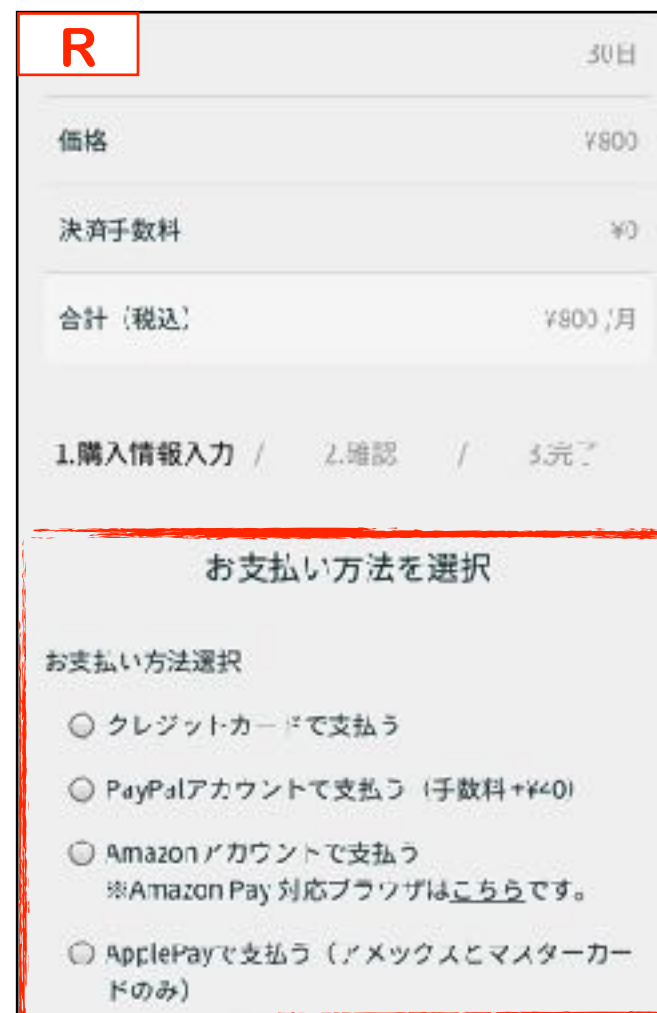 R
30日
価格 ¥800
決済手数料 ¥0
合計（税込） ¥800 /月
1.購入情報入力 / 2.確認 / 3.完了
お支払い方法を選択
お支払い方法選択
クレジットカードで支払う
PayPalアカウントで支払う（手数料+¥40）
Amazonアカウントで支払う
※Amazon Pay 対応ブラウザはこちらです。
ApplePayで支払う（アメックスとマスターカー
ドのみ）